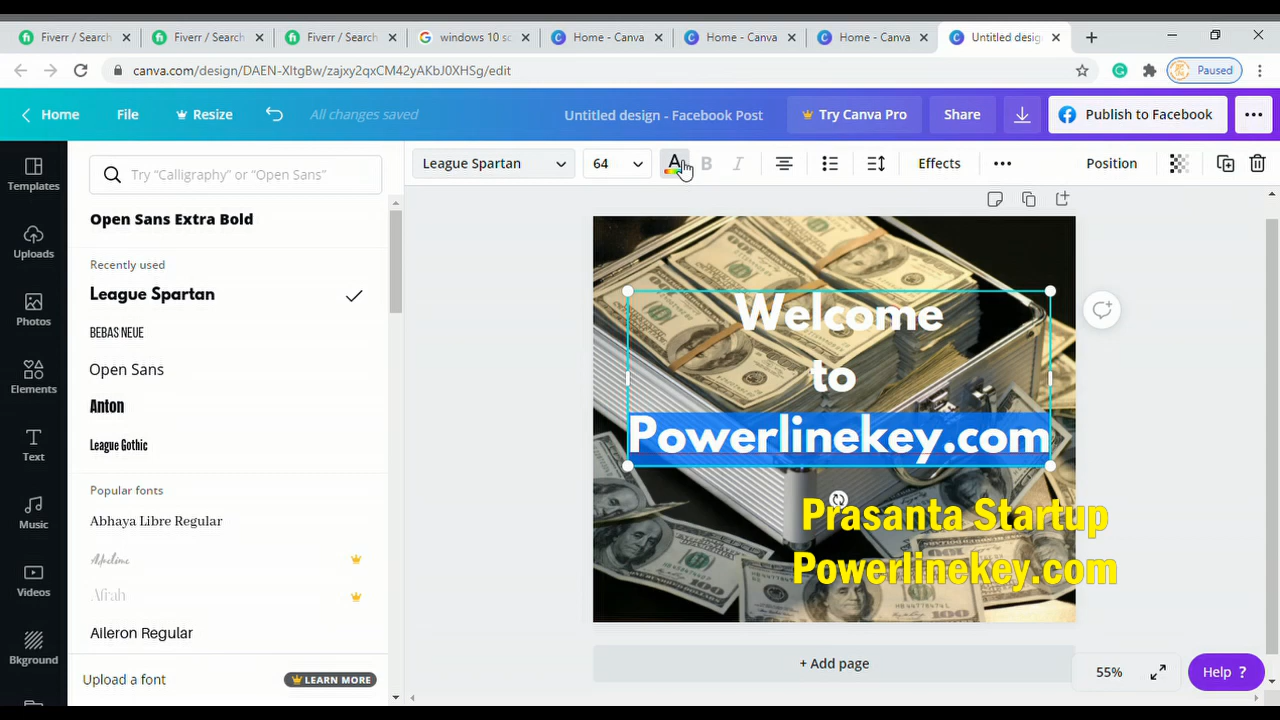 Fiverr / Search
Fiverr / Search
Fiverr / Search
windows 10 sc
Home - Canva
Home - Canva
Home - Canva
Untitled desig
canva.com/design/DAEN-XltgBw/zajxy2qxCM42yAKbJ0XHSg/edit
Paused
Home
File
Resize
All changes saved
Untitled design - Facebook Post
Try Canva Pro
Share
Publish to Facebook
League Spartan
64
A
B
I
Effects
Position
Templates
Uploads
Photos
Elements
Text
Music
Videos
Bkground
Try "Calligraphy" or "Open Sans"
Open Sans Extra Bold
Recently used
League Spartan
BEBAS NEUE
Open Sans
Anton
League Gothic
Popular fonts
Abhaya Libre Regular
Afrah
Aileron Regular
Upload a font
LEARN MORE
Welcome
to
Powerlinekey.com
Prasanta Startup
Powerlinekey.com
+ Add page
55%
Help ?